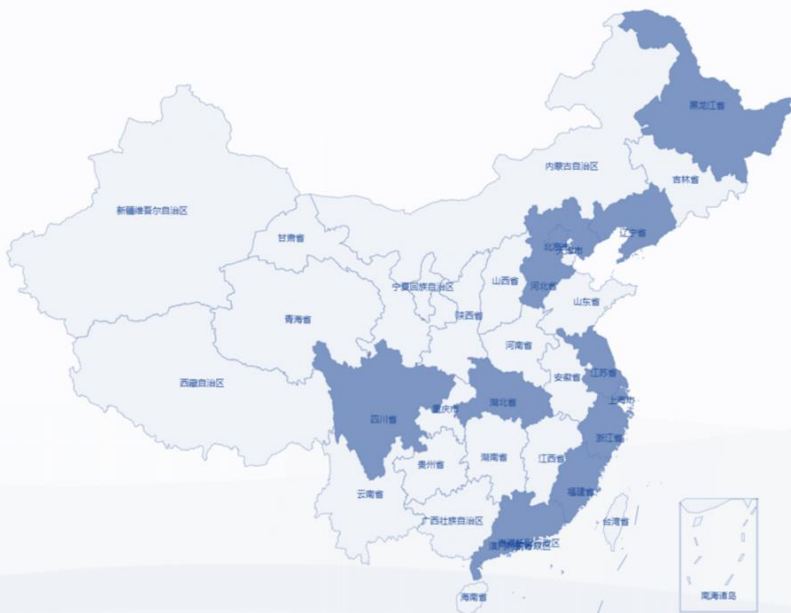 黑龙江省
内蒙古自治区
吉林省
新疆维吾尔自治区
辽宁省
甘肃省
北京市
天津市
山西省
宁夏回族自治区
河北省
山东省
陕西省
青海省
河南省
江苏省
安徽省
西藏自治区
上海市
湖北省
重庆市
四川省
浙江省
湖南省
江西省
贵州省
福建省
云南省
广西壮族自治区
台湾省
海南省
南海诸岛